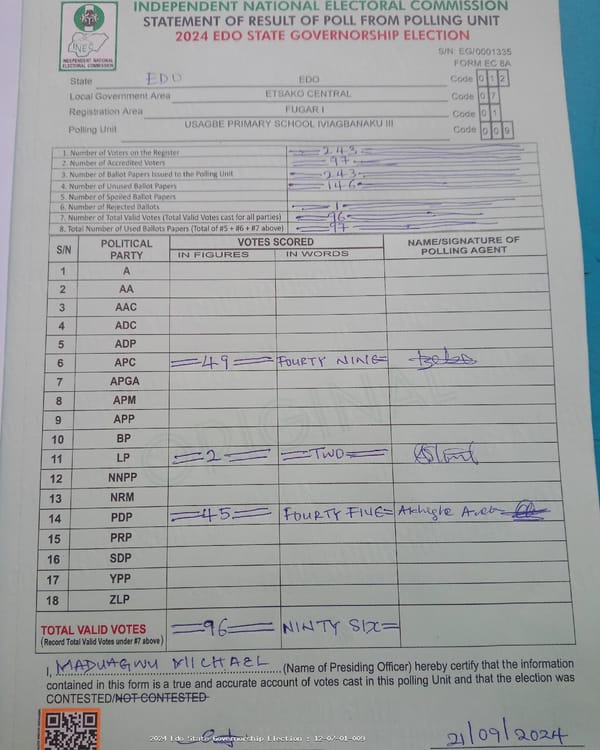 INDEPENDENT NATIONAL ELECTORAL COMMISSION
STATEMENT OF RESULT OF POLL FROM POLLING UNIT
2024 EDO STATE GOVERNORSHIP ELECTION
INEC
INDEPENDENT NATIONAL
ELECTORAL COMMISSION
S/N: EG/0001335
FORM EC 8A
State EDO EDO Code 0 1 2
Local Government Area ETSAKO CENTRAL Code 0 7
Registration Area FUGAR I Code 0 1
Polling Unit USAGBE PRIMARY SCHOOL IVIAGBANAKU III Code 0 0 9
1. Number of Voters on the Register 243
2. Number of Accredited Voters 97
3. Number of Ballot Papers Issued to the Polling Unit 243
4. Number of Unused Ballot Papers 146
5. Number of Spoiled Ballot Papers
6. Number of Rejected Ballots 1
7. Number of Total Valid Votes (Total Valid Votes cast for all parties) 96
8. Total Number of Used Ballots Papers (Total of #5 + #6 + #7 above) 97
S/N POLITICAL PARTY VOTES SCORED NAME/SIGNATURE OF POLLING AGENT
IN FIGURES IN WORDS
1 A
2 AA
3 AAC
4 ADC
5 ADP
6 APC 49 FOURTY NINE
7 APGA
8 APM
9 APP
10 BP
11 LP 2 TWO
12 NNPP
13 NRM
14 PDP 45 FOURTY FIVE
15 PRP
16 SDP
17 YPP
18 ZLP
ORIGINAL
TOTAL VALID VOTES 96 NINTY SIX
(Record Total Valid Votes under #7 above)
I, MADUAGWU MICHAEL (Name of Presiding Officer) hereby certify that the information
contained in this form is a true and accurate account of votes cast in this polling Unit and that the election was
CONTESTED/NOT CONTESTED
2024 Edo State Governorship Election : 12-07-01-009
21/09/2024